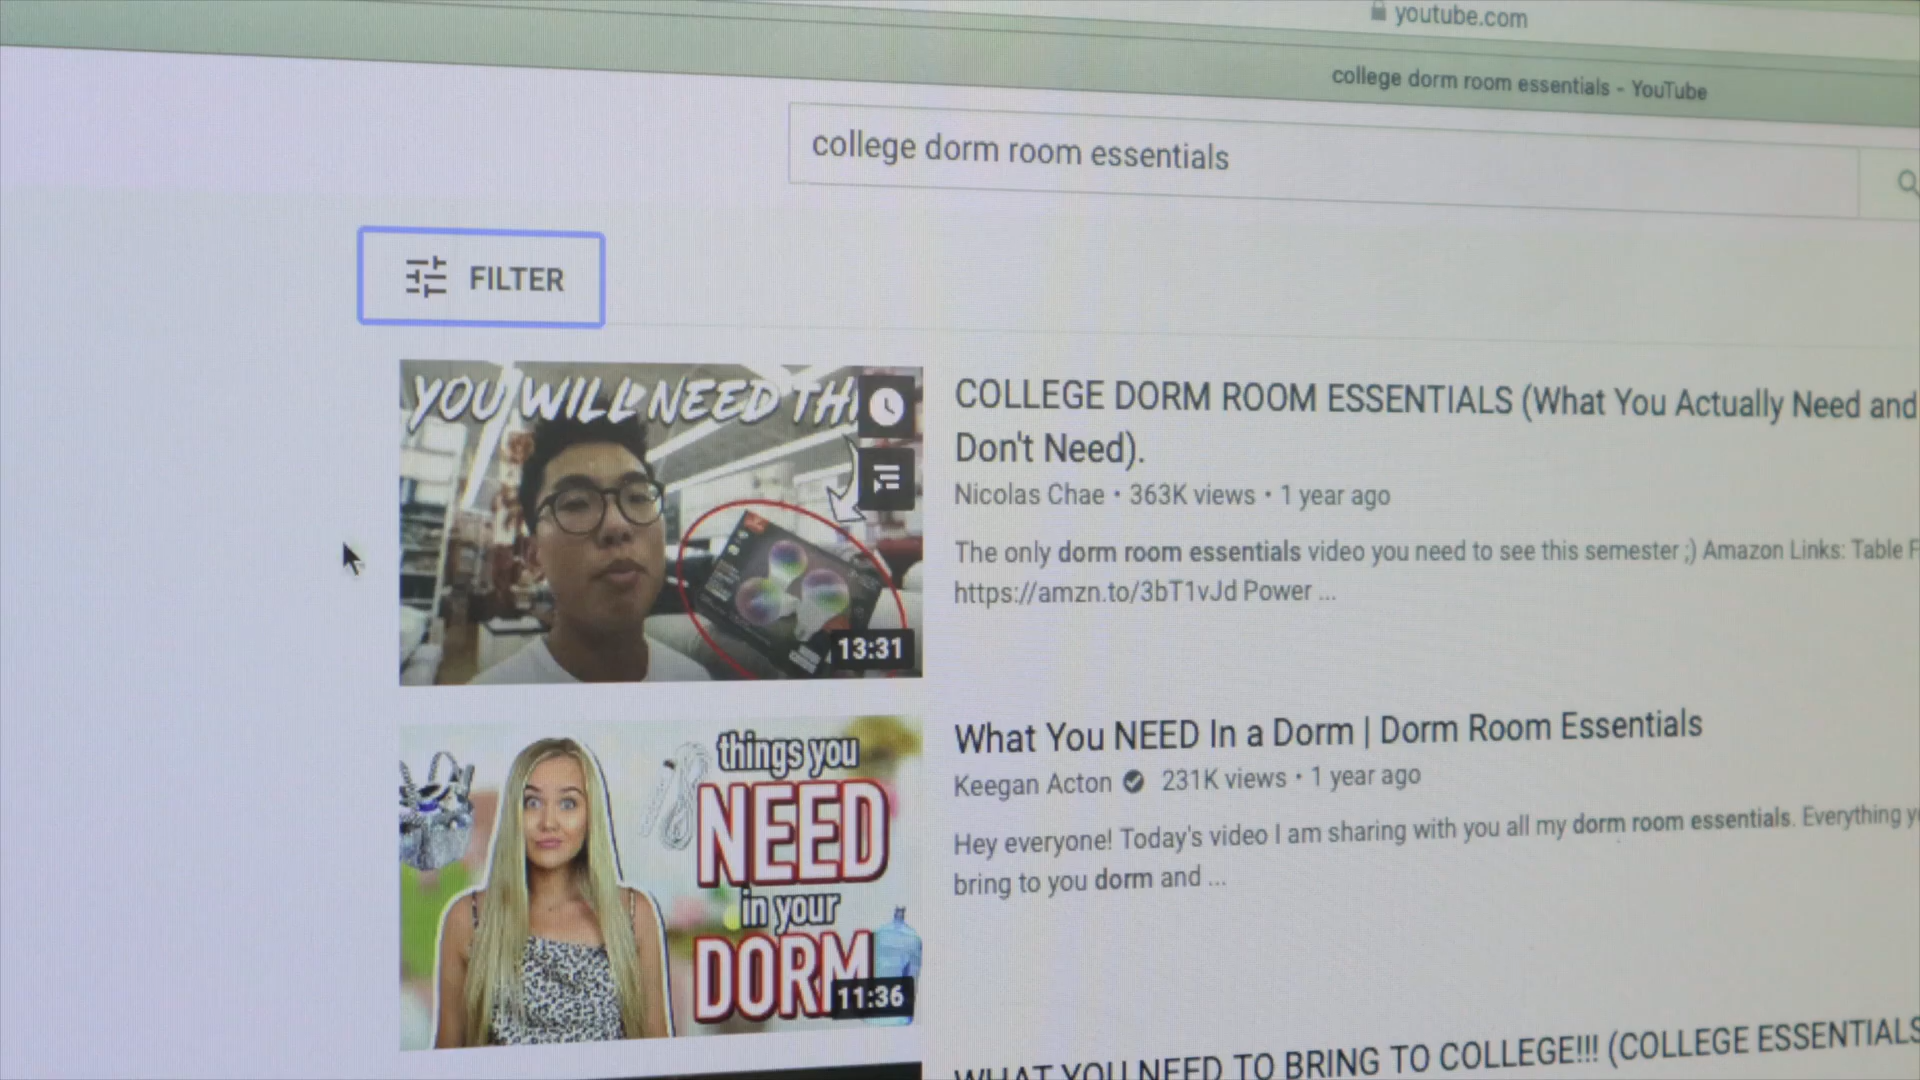 youtube.com
college dorm room essentials - YouTube
college dorm room essentials
FILTER
YOU WILL NEED THI
13:31
COLLEGE DORM ROOM ESSENTIALS (What You Actually Need and
Don't Need).
Nicolas Chae • 363K views • 1 year ago
The only dorm room essentials video you need to see this semester ;) Amazon Links: Table F
https://amzn.to/3bT1vJd Power ...
things you
NEED
in your
DORM
11:36
What You NEED In a Dorm | Dorm Room Essentials
Keegan Acton 231K views • 1 year ago
Hey everyone! Today's video I am sharing with you all my dorm room essentials. Everything y
bring to you dorm and ...
WHAT YOU NEED TO BRING TO COLLEGE!!! (COLLEGE ESSENTIALS